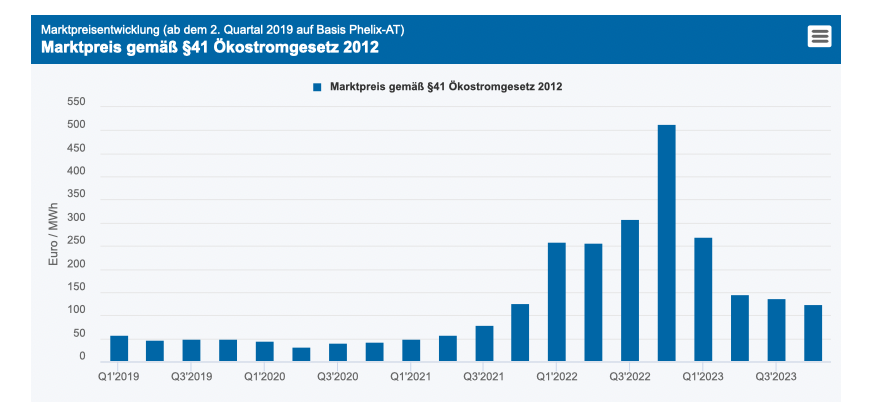 Marktpreisentwicklung (ab dem 2. Quartal 2019 auf Basis Phelix-AT)
Marktpreis gemäß §41 Ökostromgesetz 2012
Marktpreis gemäß §41 Ökostromgesetz 2012
Euro / MWh
550
500
450
400
350
300
250
200
150
100
50
0
Q1'2019 Q3'2019 Q1'2020 Q3'2020 Q1'2021 Q3'2021 Q1'2022 Q3'2022 Q1'2023 Q3'2023